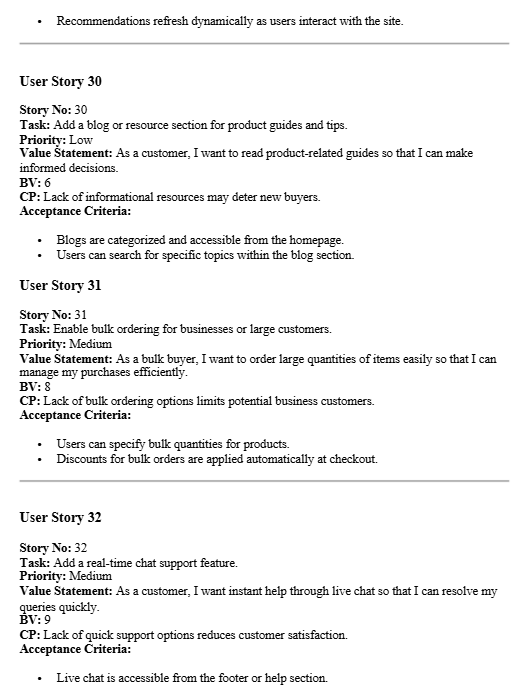 • Recommendations refresh dynamically as users interact with the site.
User Story 30
Story No: 30
Task: Add a blog or resource section for product guides and tips.
Priority: Low
Value Statement: As a customer, I want to read product-related guides so that I can make
informed decisions.
BV: 6
CP: Lack of informational resources may deter new buyers.
Acceptance Criteria:
• Blogs are categorized and accessible from the homepage.
• Users can search for specific topics within the blog section.
User Story 31
Story No: 31
Task: Enable bulk ordering for businesses or large customers.
Priority: Medium
Value Statement: As a bulk buyer, I want to order large quantities of items easily so that I can
manage my purchases efficiently.
BV: 8
CP: Lack of bulk ordering options limits potential business customers.
Acceptance Criteria:
• Users can specify bulk quantities for products.
• Discounts for bulk orders are applied automatically at checkout.
User Story 32
Story No: 32
Task: Add a real-time chat support feature.
Priority: Medium
Value Statement: As a customer, I want instant help through live chat so that I can resolve my
queries quickly.
BV: 9
CP: Lack of quick support options reduces customer satisfaction.
Acceptance Criteria:
• Live chat is accessible from the footer or help section.